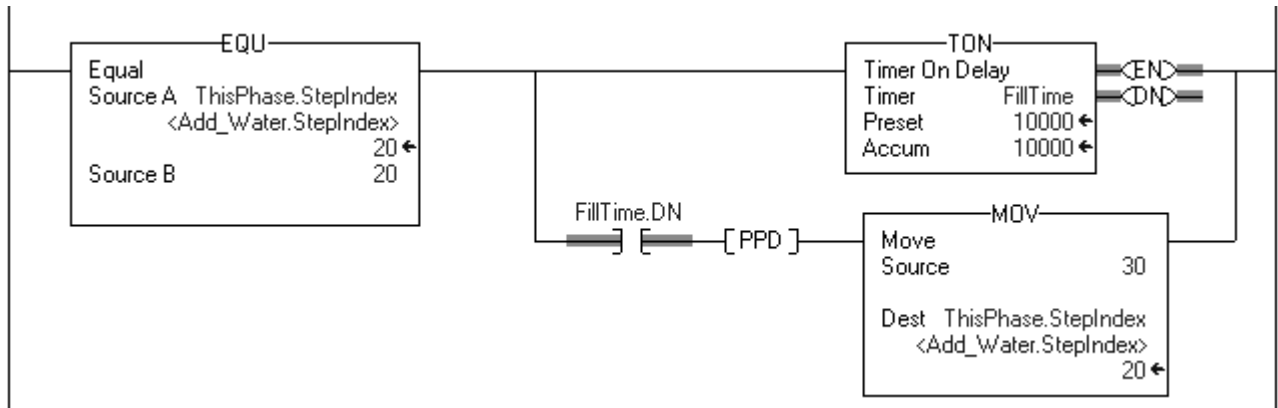 EQU
Equal
Source A ThisPhase.StepIndex
<Add_Water.StepIndex>
20
Source B 20
TON
Timer On Delay
Timer FillTime
Preset 10000
Accum 10000
EN
DN
FillTime.DN
PPD
MOV
Move
Source 30
Dest ThisPhase.StepIndex
<Add_Water.StepIndex>
20